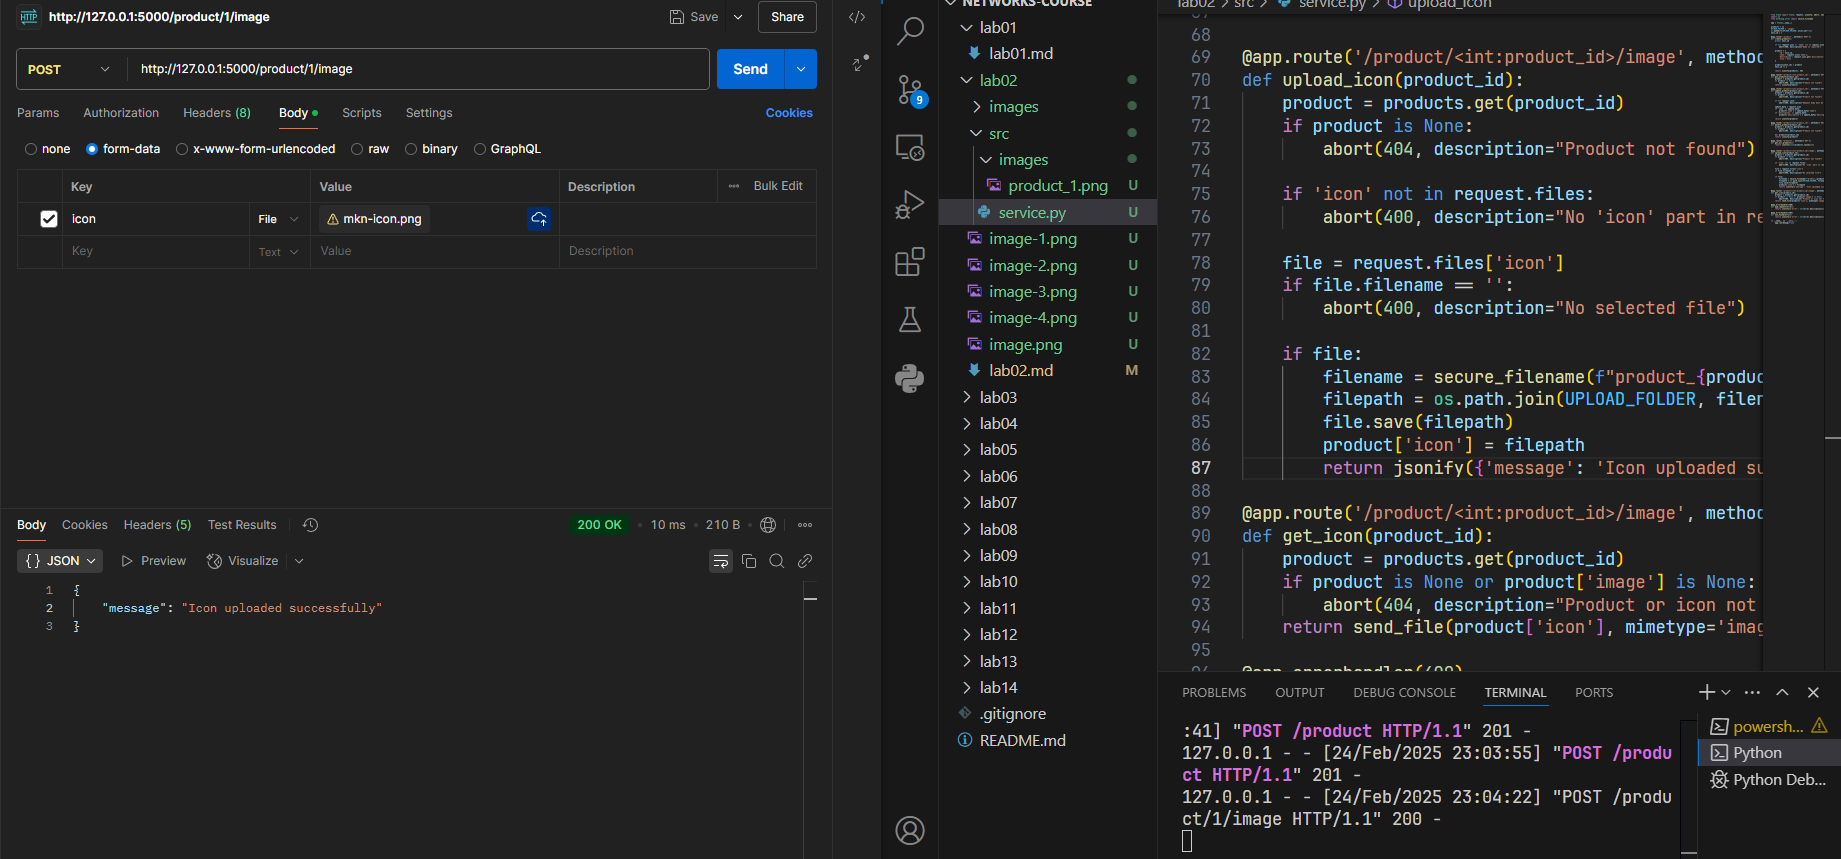 http://127.0.0.1:5000/product/1/image
Save
Share
POST
http://127.0.0.1:5000/product/1/image
Send
Params Authorization Headers (8) Body Scripts Settings Cookies
none form-data x-www-form-urlencoded raw binary GraphQL
Key Value Description Bulk Edit
icon File mkn-icon.png
Key Text Value Description
Body Cookies Headers (5) Test Results 200 OK 10 ms 210 B
{} JSON Preview Visualize
1 {
2 "message": "Icon uploaded successfully"
3 }
9
NETWORKS-COURSE
lab01
lab01.md
lab02
images
src
images
product_1.png U
service.py U
image-1.png U
image-2.png U
image-3.png U
image-4.png U
image.png U
lab02.md M
lab03
lab04
lab05
lab06
lab07
lab08
lab09
lab10
lab11
lab12
lab13
lab14
.gitignore
README.md
lab02 > src > service.py > upload_icon
67
68
69 @app.route('/product/<int:product_id>/image', method
70 def upload_icon(product_id):
71 product = products.get(product_id)
72 if product is None:
73 abort(404, description="Product not found")
74
75 if 'icon' not in request.files:
76 abort(400, description="No 'icon' part in re
77
78 file = request.files['icon']
79 if file.filename == '':
80 abort(400, description="No selected file")
81
82 if file:
83 filename = secure_filename(f"product_{produc
84 filepath = os.path.join(UPLOAD_FOLDER, filen
85 file.save(filepath)
86 product['icon'] = filepath
87 return jsonify({'message': 'Icon uploaded su
88
89 @app.route('/product/<int:product_id>/image', method
90 def get_icon(product_id):
91 product = products.get(product_id)
92 if product is None or product['image'] is None:
93 abort(404, description="Product or icon not
94 return send_file(product['icon'], mimetype='imag
95
96 @app.errorhandler(400)
PROBLEMS OUTPUT DEBUG CONSOLE TERMINAL PORTS
:41] "POST /product HTTP/1.1" 201 -
127.0.0.1 - - [24/Feb/2025 23:03:55] "POST /produ
ct HTTP/1.1" 201 -
127.0.0.1 - - [24/Feb/2025 23:04:22] "POST /produ
ct/1/image HTTP/1.1" 200 -
powersh...
Python
Python Deb...